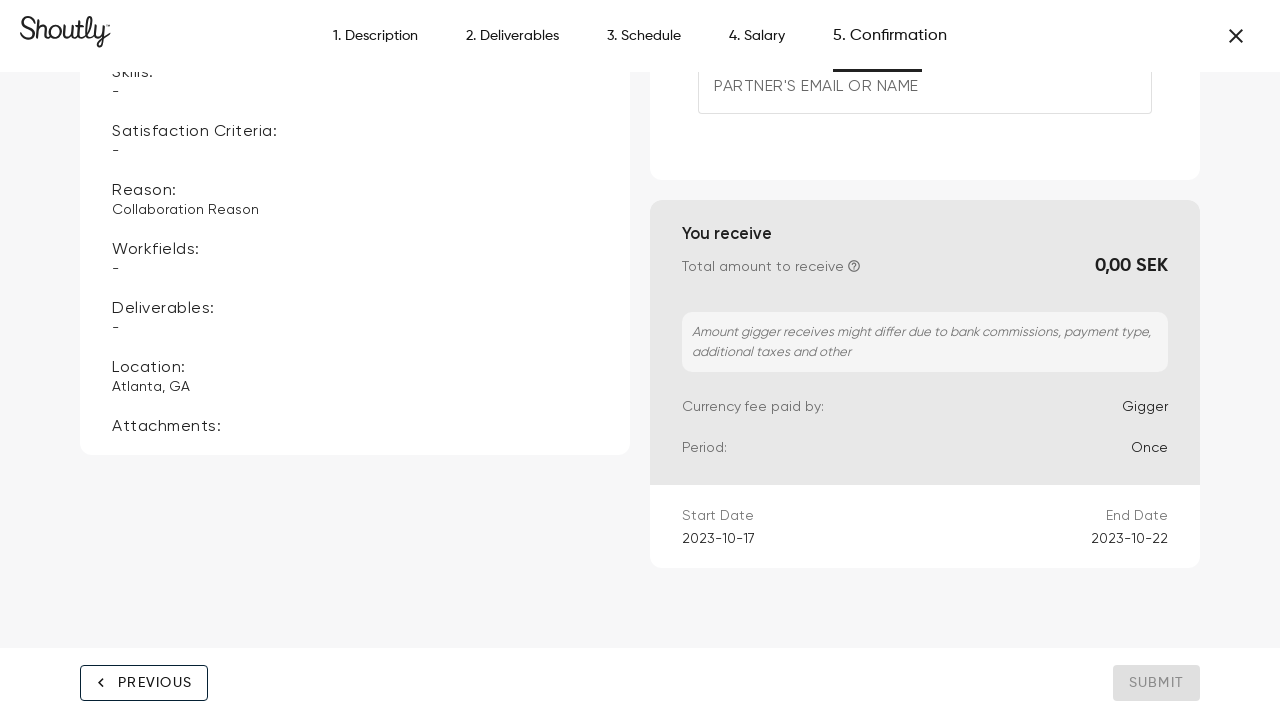 Shoutly
1. Description
2. Deliverables
3. Schedule
4. Salary
5. Confirmation
Skills:
-
Satisfaction Criteria:
-
Reason:
Collaboration Reason
Workfields:
-
Deliverables:
-
Location:
Atlanta, GA
Attachments:
PARTNER'S EMAIL OR NAME
You receive
Total amount to receive
0,00 SEK
Amount gigger receives might differ due to bank commissions, payment type,
additional taxes and other
Currency fee paid by:
Gigger
Period:
Once
Start Date
End Date
2023-10-17
2023-10-22
PREVIOUS
SUBMIT